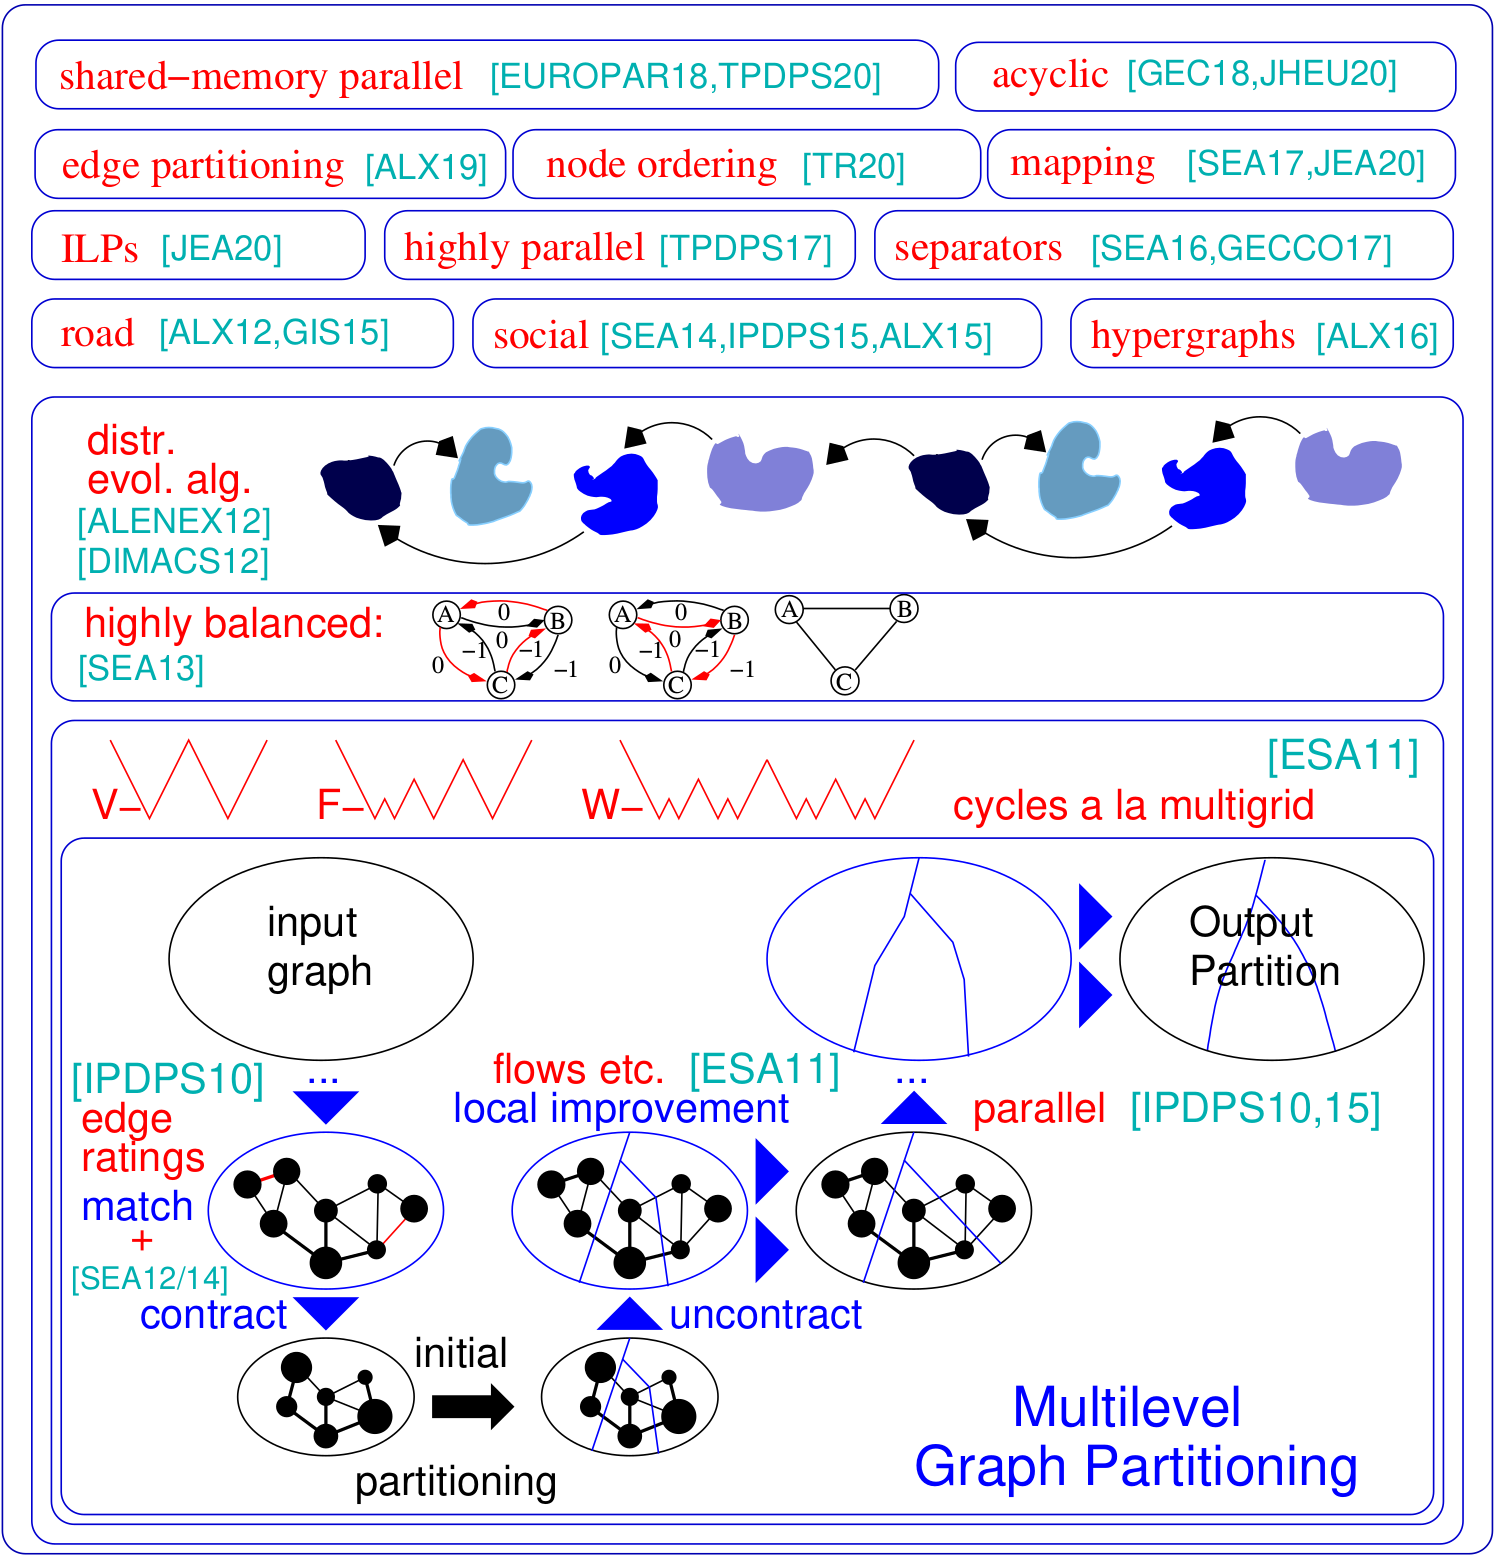 shared−memory parallel [EUROPAR18,TPDPS20]
acyclic [GEC18,JHEU20]
edge partitioning [ALX19]
node ordering [TR20]
mapping [SEA17,JEA20]
ILPs [JEA20]
highly parallel [TPDPS17]
separators [SEA16,GECCO17]
road [ALX12,GIS15]
social [SEA14,IPDPS15,ALX15]
hypergraphs [ALX16]
distr.
evol. alg.
[ALENEX12]
[DIMACS12]
highly balanced:
[SEA13]
A 0 B
0 −1 0 −1 −1
C
A 0 B
0 −1 0 −1 −1
C
A B
C
V−
F−
W−
[ESA11]
cycles a la multigrid
input
graph
Output
Partition
[IPDPS10]
...
edge
ratings
match
+
[SEA12/14]
contract
flows etc. [ESA11]
local improvement
...
parallel [IPDPS10,15]
uncontract
initial
partitioning
Multilevel
Graph Partitioning